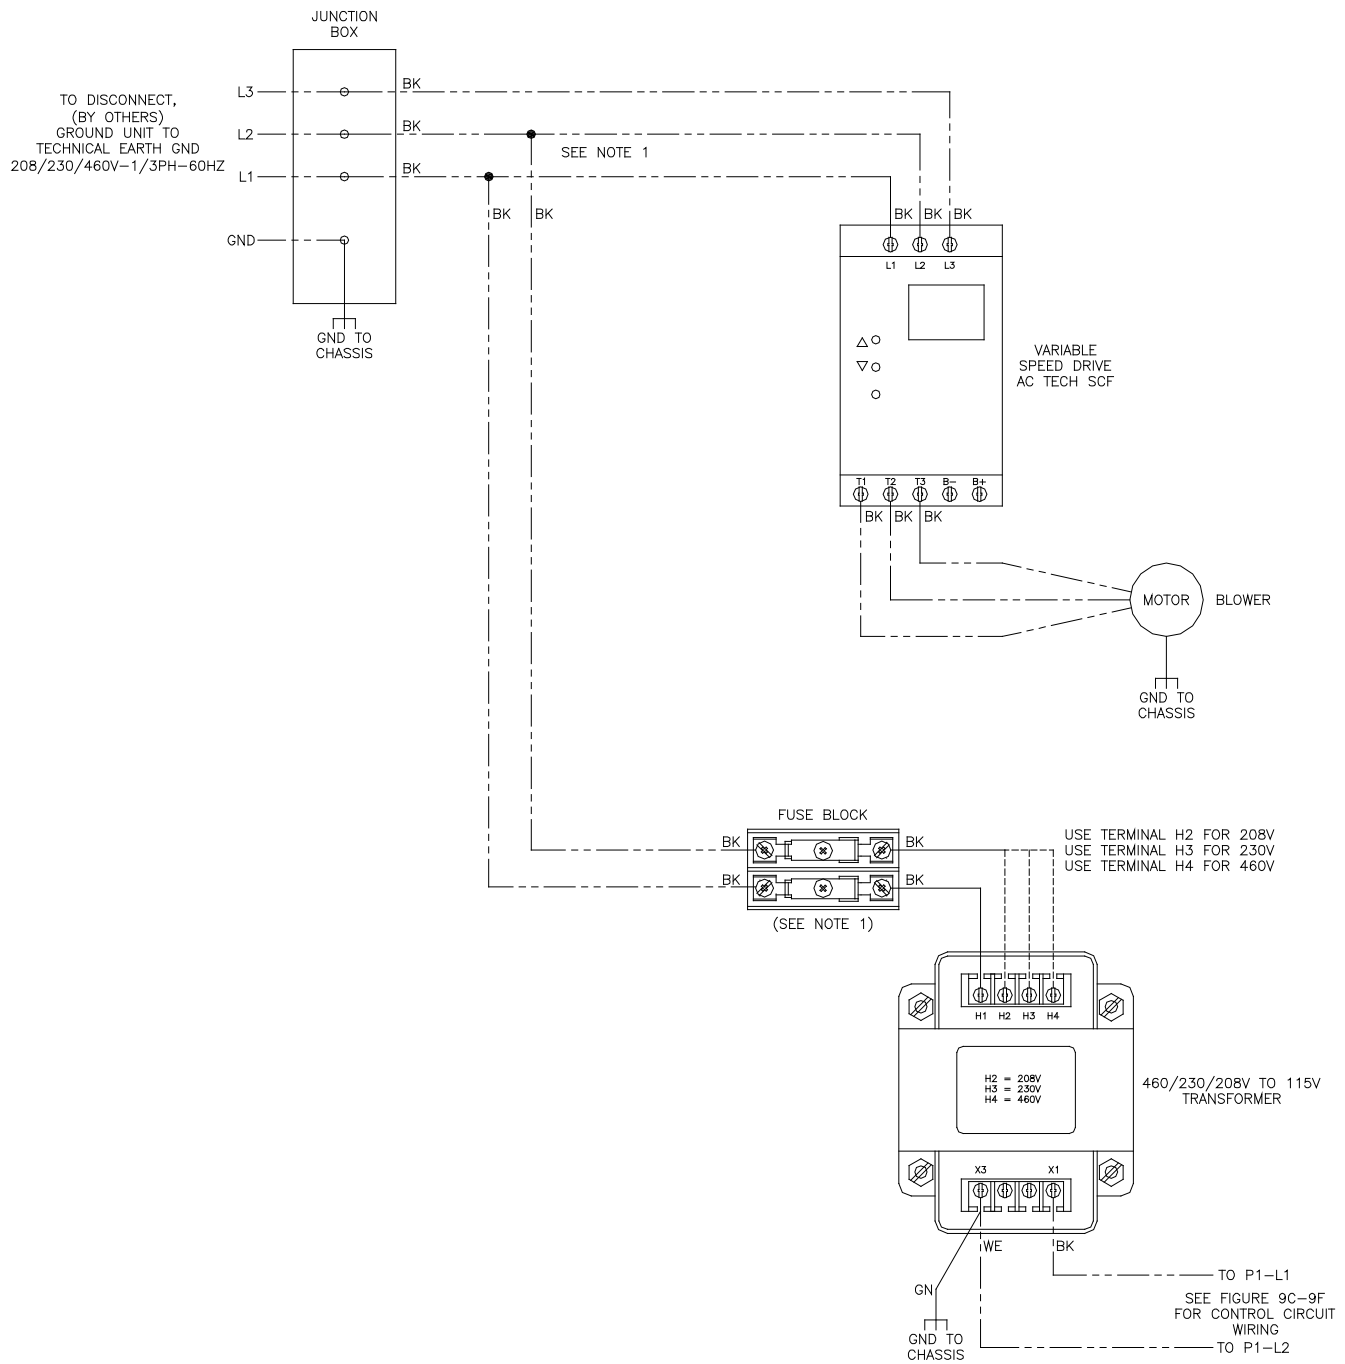 JUNCTION
BOX
TO DISCONNECT,
(BY OTHERS)
GROUND UNIT TO
TECHNICAL EARTH GND
208/230/460V-1/3PH-60HZ
L3
BK
L2
BK
L1
BK
GND
SEE NOTE 1
BK
BK
GND TO
CHASSIS
BK
BK
BK
L1
L2
L3
VARIABLE
SPEED DRIVE
AC TECH SCF
T1
T2
T3
B-
B+
BK
BK
BK
MOTOR
BLOWER
GND TO
CHASSIS
FUSE BLOCK
BK
BK
BK
BK
(SEE NOTE 1)
USE TERMINAL H2 FOR 208V
USE TERMINAL H3 FOR 230V
USE TERMINAL H4 FOR 460V
H1
H2
H3
H4
H2 = 208V
H3 = 230V
H4 = 460V
460/230/208V TO 115V
TRANSFORMER
X3
X1
WE
BK
GN
GND TO
CHASSIS
TO P1-L1
SEE FIGURE 9C-9F
FOR CONTROL CIRCUIT
WIRING
TO P1-L2